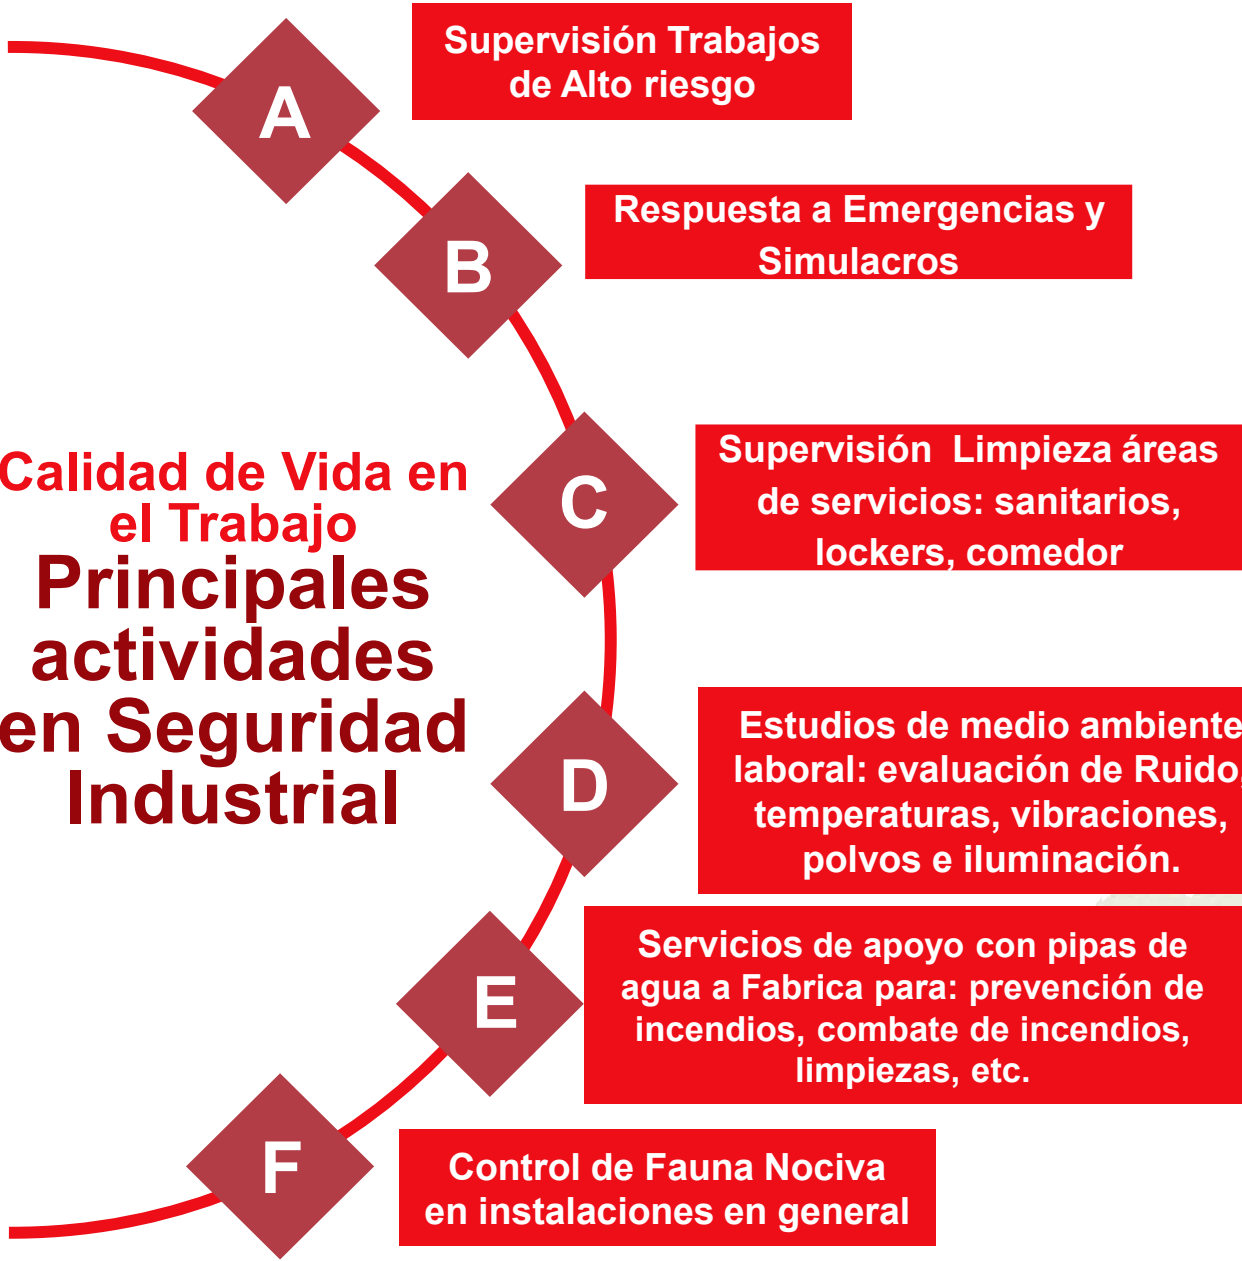 A
Supervisión Trabajos
de Alto riesgo
B
Respuesta a Emergencias y
Simulacros
Calidad de Vida en
el Trabajo
Principales
actividades
en Seguridad
Industrial
C
Supervisión Limpieza áreas
de servicios: sanitarios,
lockers, comedor
D
Estudios de medio ambiente
laboral: evaluación de Ruido,
temperaturas, vibraciones,
polvos e iluminación.
E
Servicios de apoyo con pipas de
agua a Fabrica para: prevención de
incendios, combate de incendios,
limpiezas, etc.
F
Control de Fauna Nociva
en instalaciones en general